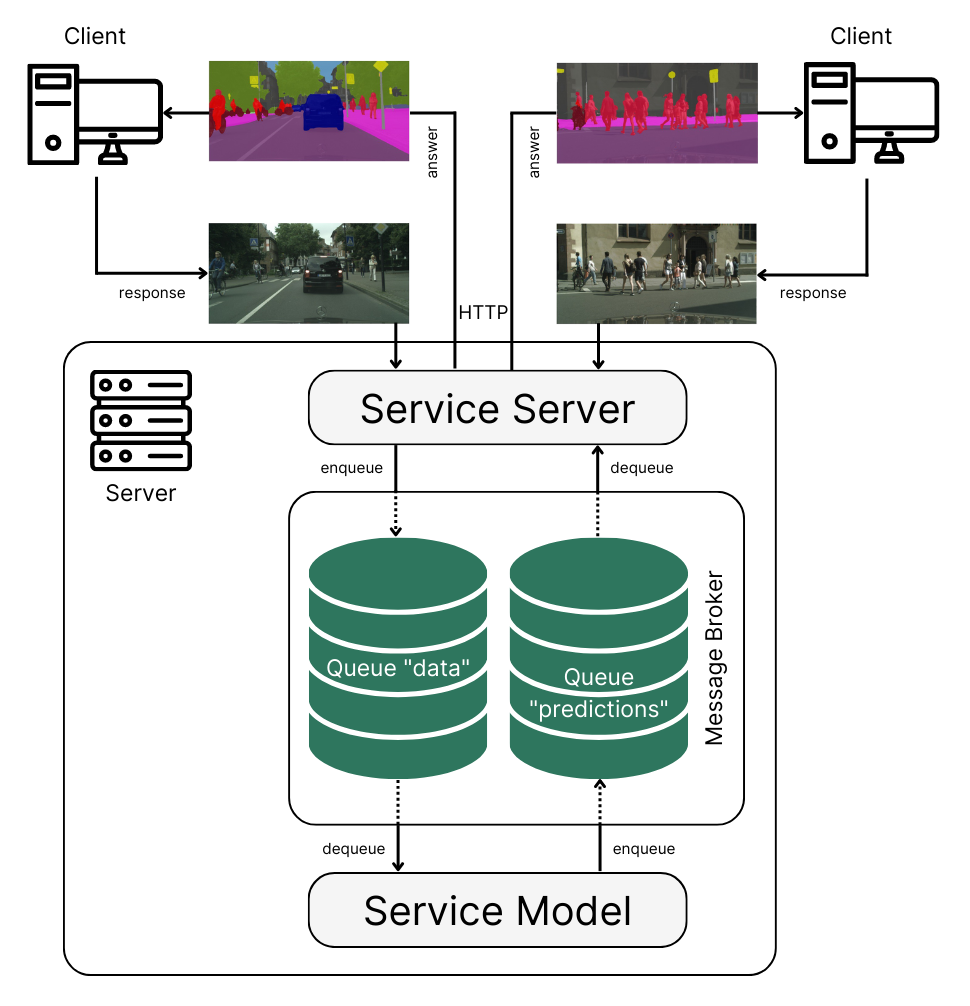 Client
Client
answer
answer
response
response
HTTP
Service Server
Server
enqueue
dequeue
Queue "data"
Queue
"predictions"
Message Broker
dequeue
enqueue
Service Model